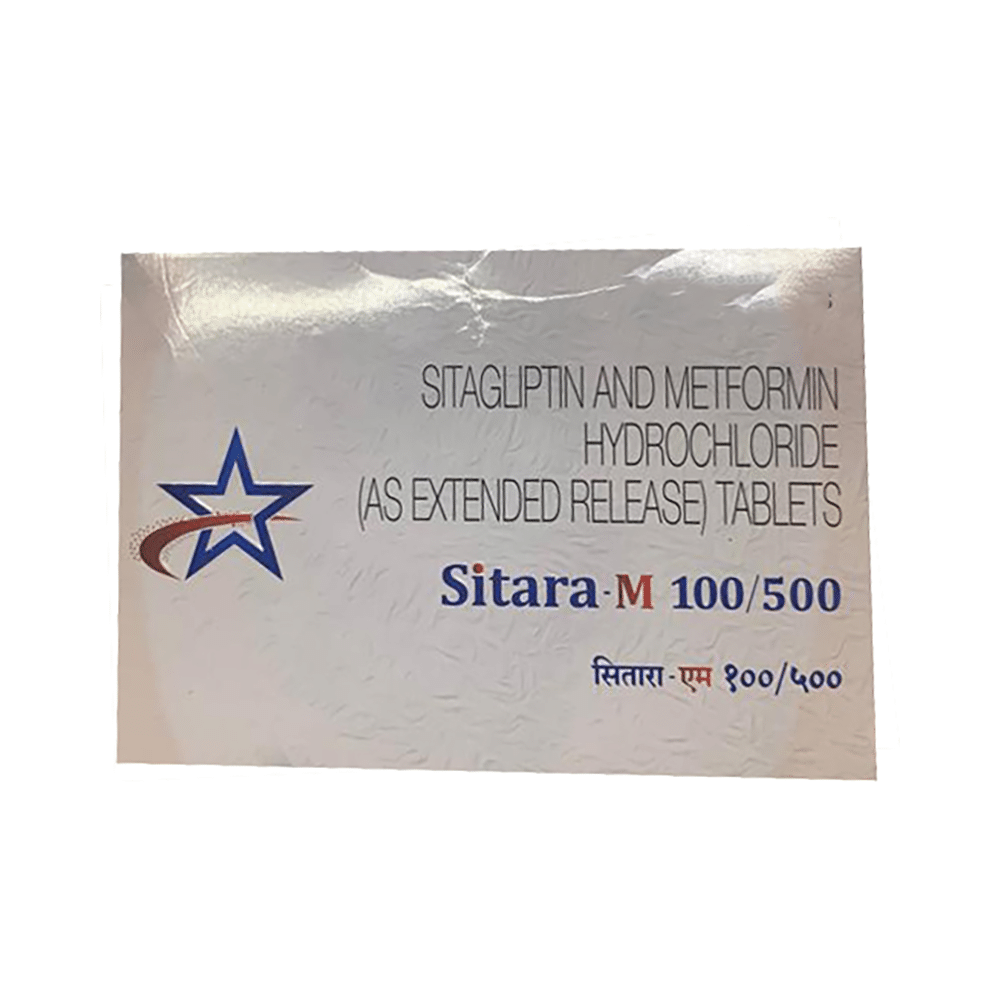 SITAGLIPTIN AND METFORMIN
HYDROCHLORIDE
(AS EXTENDED RELEASE) TABLETS
Sitara-M 100/500
सितारा-एम १००/५००